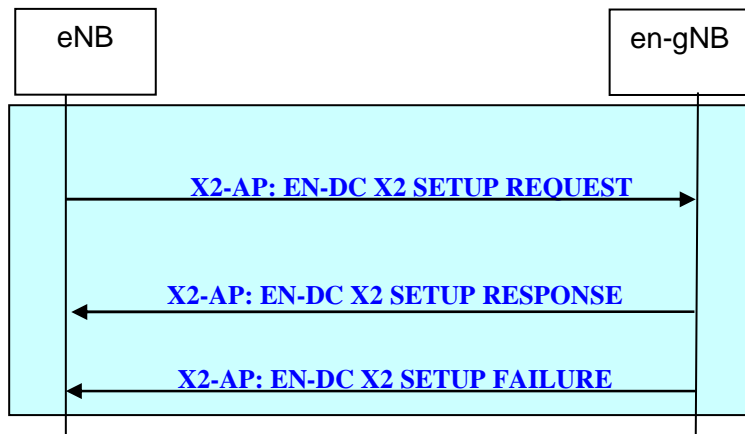 eNB
en-gNB
X2-AP: EN-DC X2 SETUP REQUEST
X2-AP: EN-DC X2 SETUP RESPONSE
X2-AP: EN-DC X2 SETUP FAILURE